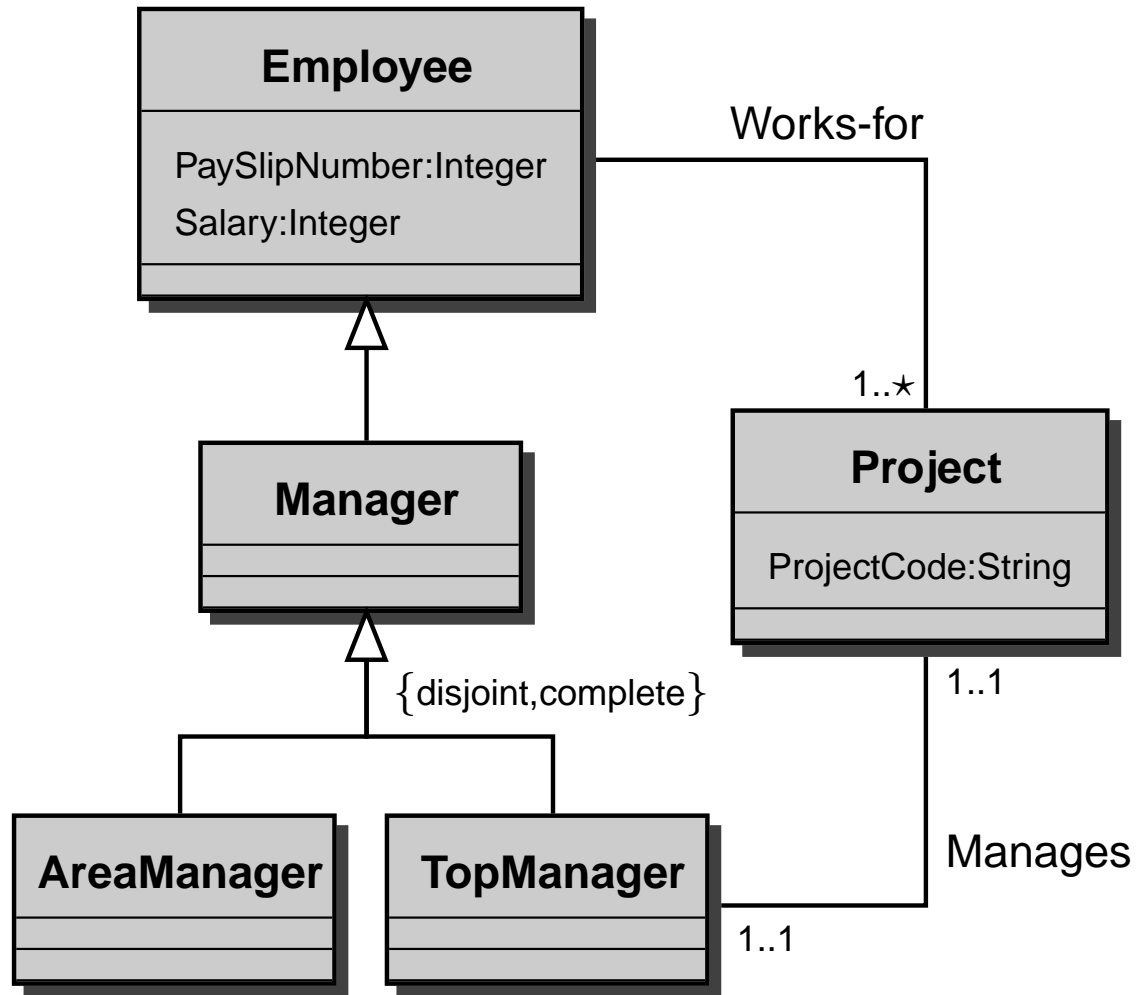 Employee
PaySlipNumber:Integer
Salary:Integer
Works-for
1..⋆
Manager
Project
ProjectCode:String
{disjoint,complete}
1..1
AreaManager
TopManager
Manages
1..1